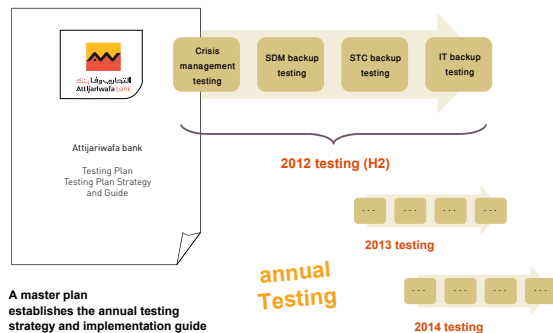 التجاري وفا بنك
Attijariwafa bank
Attijariwafa bank
Testing Plan
Testing Plan Strategy
and Guide
Crisis
management
testing
SDM backup
testing
STC backup
testing
IT backup
testing
2012 testing (H2)
... ... ... ...
2013 testing
annual
Testing
... ... ... ...
2014 testing
A master plan
establishes the annual testing
strategy and implementation guide